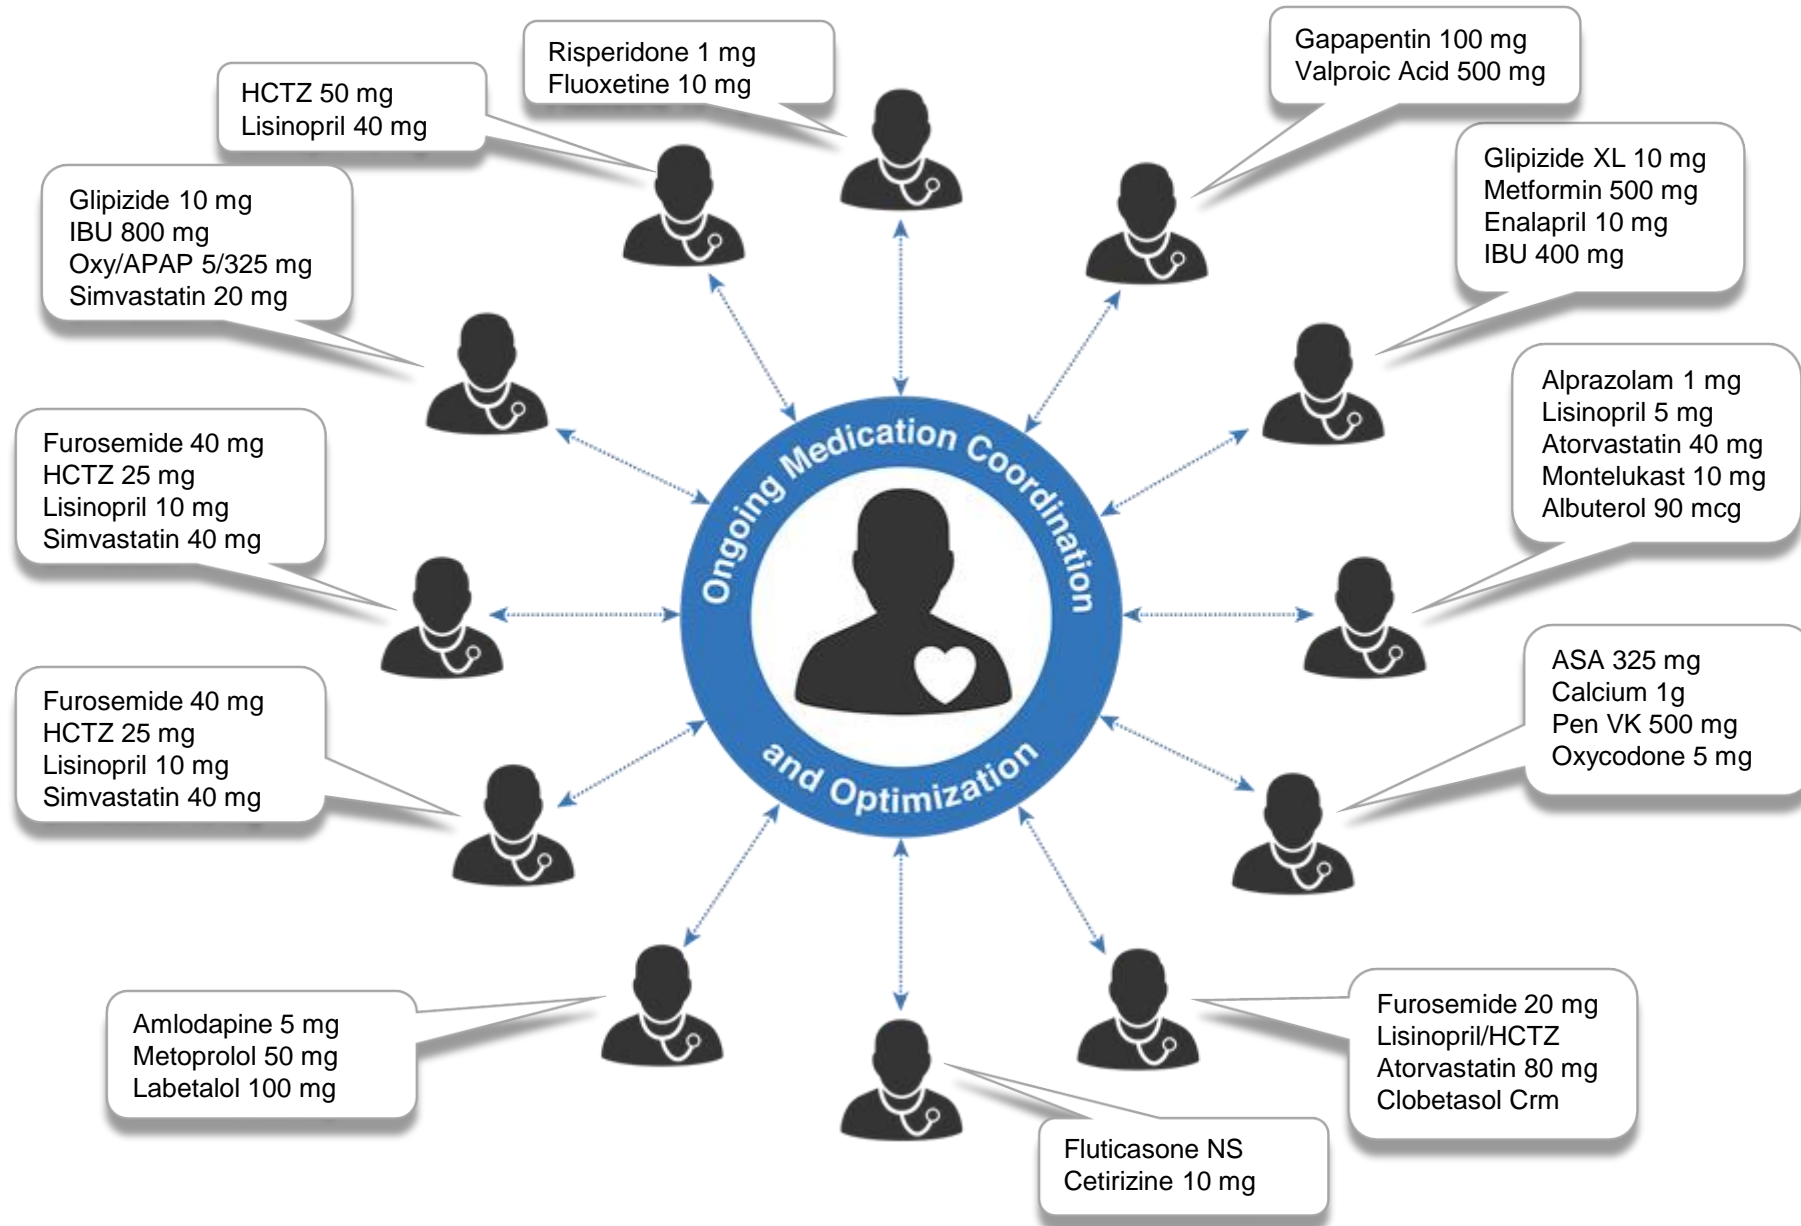 Risperidone 1 mg
Fluoxetine 10 mg
Gapapentin 100 mg
Valproic Acid 500 mg
HCTZ 50 mg
Lisinopril 40 mg
Glipizide XL 10 mg
Metformin 500 mg
Enalapril 10 mg
IBU 400 mg
Glipizide 10 mg
IBU 800 mg
Oxy/APAP 5/325 mg
Simvastatin 20 mg
Alprazolam 1 mg
Lisinopril 5 mg
Atorvastatin 40 mg
Montelukast 10 mg
Albuterol 90 mcg
Furosemide 40 mg
HCTZ 25 mg
Lisinopril 10 mg
Simvastatin 40 mg
Ongoing Medication Coordination
and Optimization
ASA 325 mg
Calcium 1g
Pen VK 500 mg
Oxycodone 5 mg
Furosemide 40 mg
HCTZ 25 mg
Lisinopril 10 mg
Simvastatin 40 mg
Amlodapine 5 mg
Metoprolol 50 mg
Labetalol 100 mg
Furosemide 20 mg
Lisinopril/HCTZ
Atorvastatin 80 mg
Clobetasol Crm
Fluticasone NS
Cetirizine 10 mg